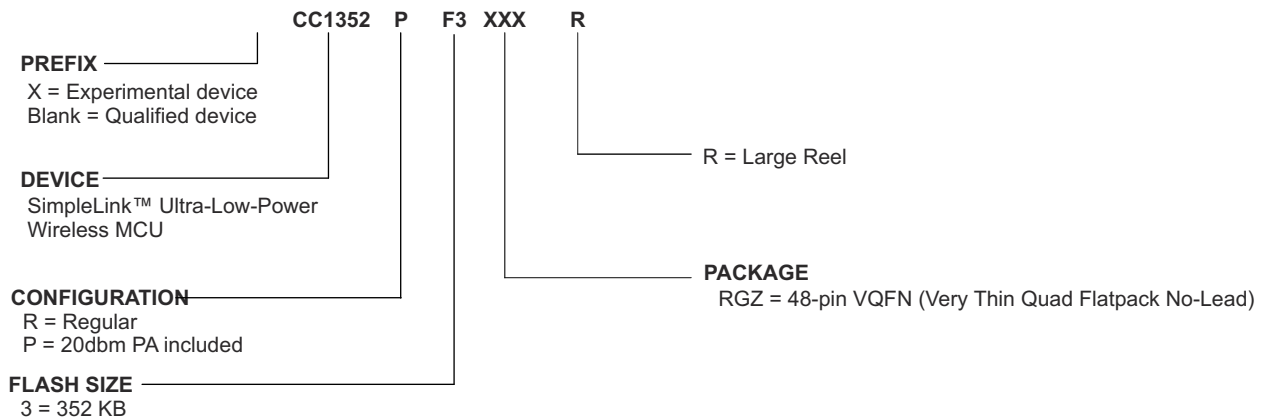 CC1352 P F3 XXX R
PREFIX
X = Experimental device
Blank = Qualified device
DEVICE
SimpleLink™ Ultra-Low-Power
Wireless MCU
CONFIGURATION
R = Regular
P = 20dbm PA included
FLASH SIZE
3 = 352 KB
R = Large Reel
PACKAGE
RGZ = 48-pin VQFN (Very Thin Quad Flatpack No-Lead)